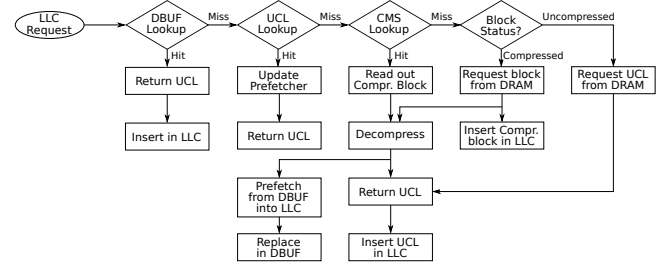 LLC
Request
DBUF
Lookup
Miss
UCL
Lookup
Miss
CMS
Lookup
Miss
Block
Status?
Uncompressed
Hit
Hit
Hit
Compressed
Return UCL
Update
Prefetcher
Read out
Compr. Block
Request block
from DRAM
Request UCL
from DRAM
Insert in LLC
Return UCL
Decompress
Insert Compr.
block in LLC
Prefetch
from DBUF
into LLC
Return UCL
Replace
in DBUF
Insert UCL
in LLC